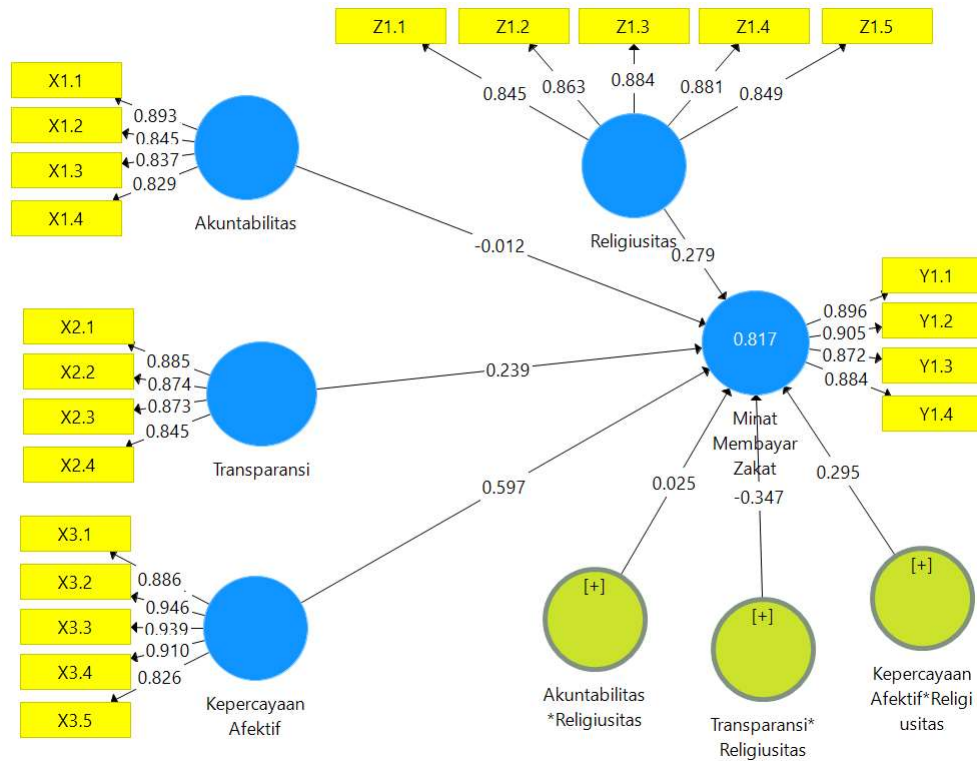 Z1.1
Z1.2
Z1.3
Z1.4
Z1.5
0.845
0.863
0.884
0.881
0.849
Religiusitas
0.279
X1.1
X1.2
X1.3
X1.4
0.893
0.845
0.837
0.829
Akuntabilitas
-0.012
X2.1
X2.2
X2.3
X2.4
0.885
0.874
0.873
0.845
Transparansi
0.239
X3.1
X3.2
X3.3
X3.4
X3.5
0.886
0.946
0.939
0.910
0.826
Kepercayaan
Afektif
0.597
0.817
Minat
Membayar
Zakat
0.896
0.905
0.872
0.884
Y1.1
Y1.2
Y1.3
Y1.4
0.025
-0.347
0.295
[+]
Akuntabilitas
*Religiusitas
[+]
Transparansi*
Religiusitas
[+]
Kepercayaan
Afektif*Religi
usitas